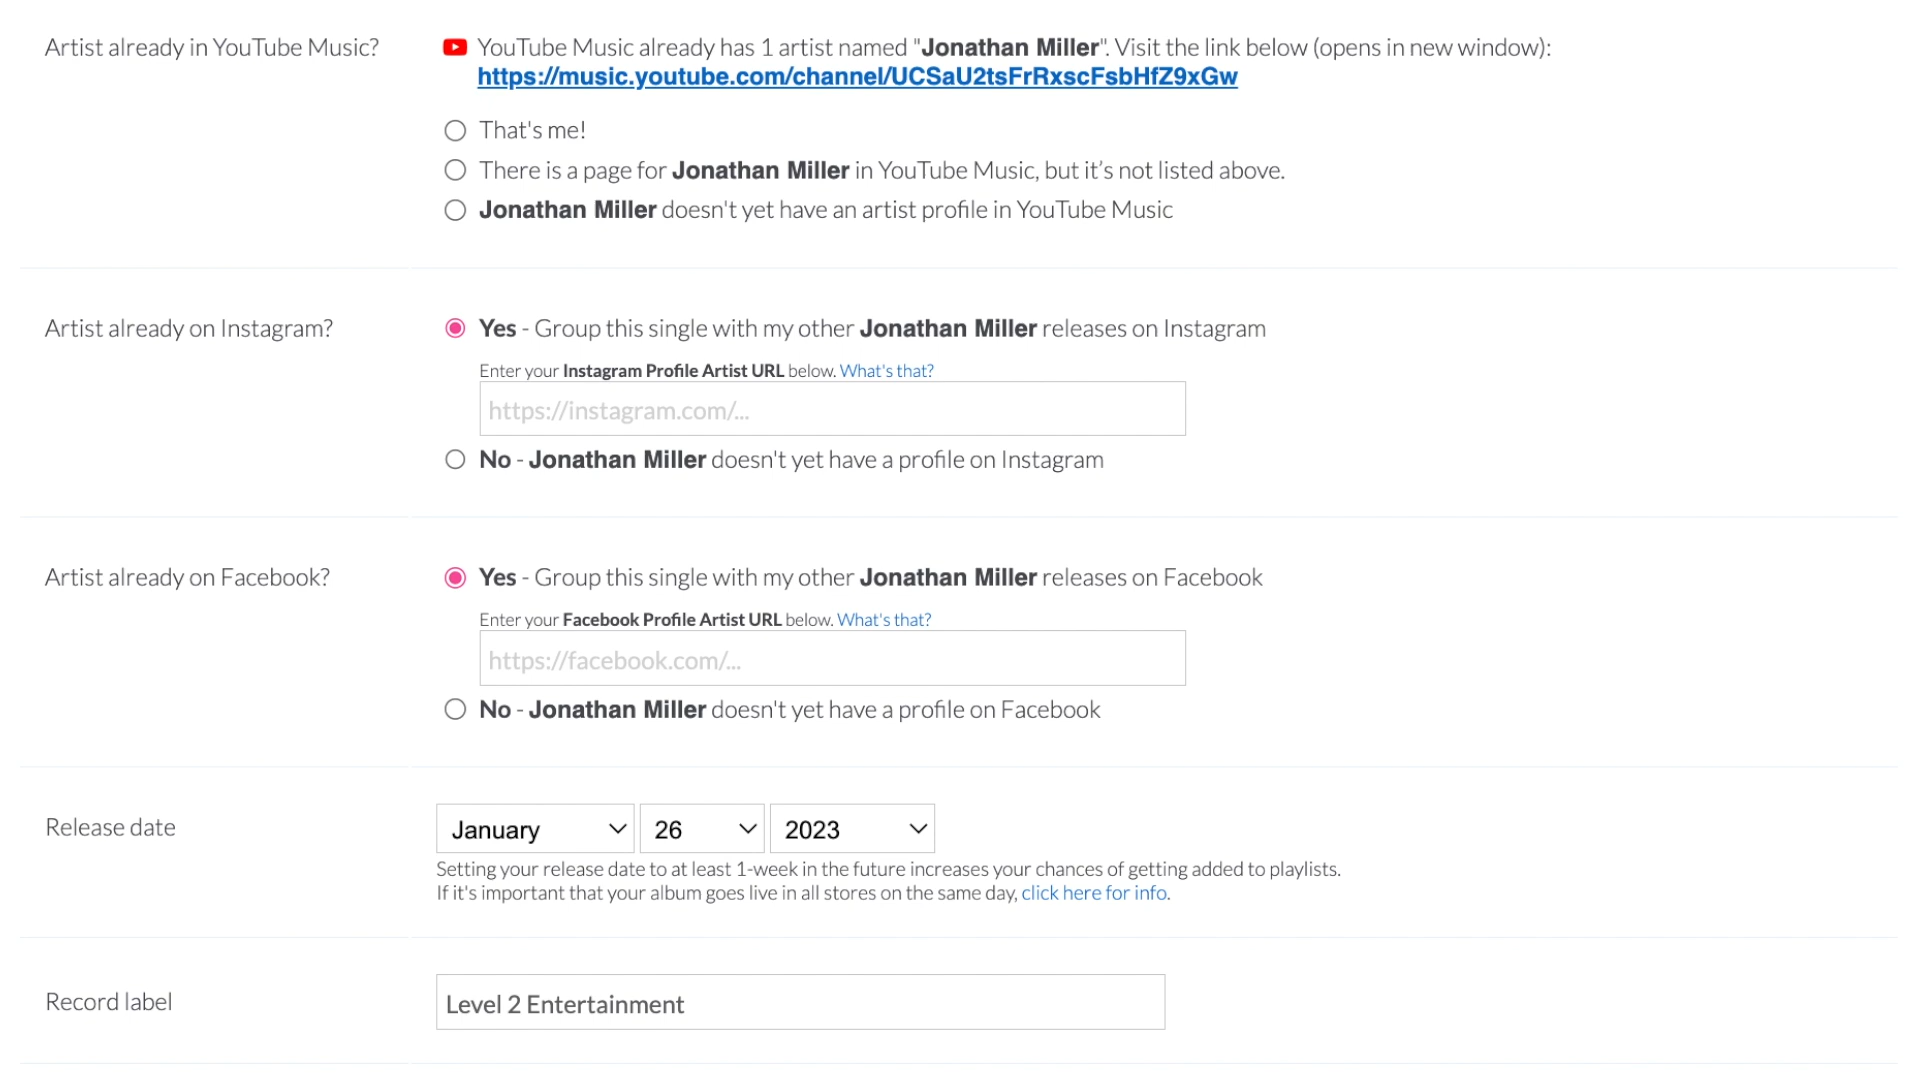 Artist already in YouTube Music?
YouTube Music already has 1 artist named "Jonathan Miller". Visit the link below (opens in new window):
https://music.youtube.com/channel/UCSaU2tsFrRxscFsbHfZ9xGw
That's me!
There is a page for Jonathan Miller in YouTube Music, but it’s not listed above.
Jonathan Miller doesn't yet have an artist profile in YouTube Music
Artist already on Instagram?
Yes - Group this single with my other Jonathan Miller releases on Instagram
Enter your Instagram Profile Artist URL below. What's that?
https://instagram.com/...
No - Jonathan Miller doesn't yet have a profile on Instagram
Artist already on Facebook?
Yes - Group this single with my other Jonathan Miller releases on Facebook
Enter your Facebook Profile Artist URL below. What's that?
https://facebook.com/...
No - Jonathan Miller doesn't yet have a profile on Facebook
Release date
January 26 2023
Setting your release date to at least 1-week in the future increases your chances of getting added to playlists.
If it's important that your album goes live in all stores on the same day, click here for info.
Record label
Level 2 Entertainment